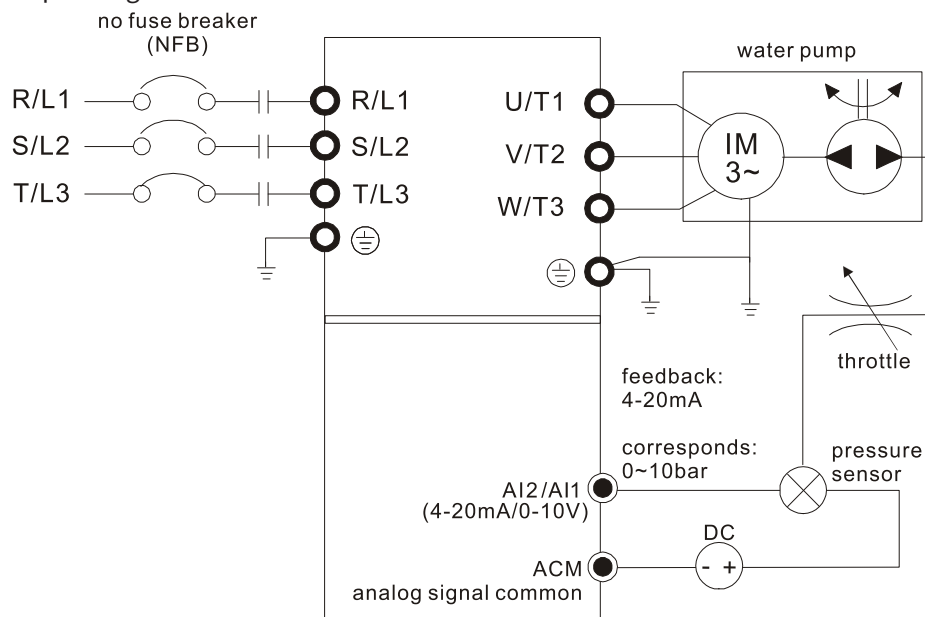 no fuse breaker
(NFB)
water pump
R/L1
R/L1
U/T1
S/L2
S/L2
V/T2
IM
3~
T/L3
T/L3
W/T3
throttle
feedback:
4-20mA
corresponds:
0~10bar
pressure
sensor
AI2/AI1
(4-20mA/0-10V)
DC
- +
ACM
analog signal common